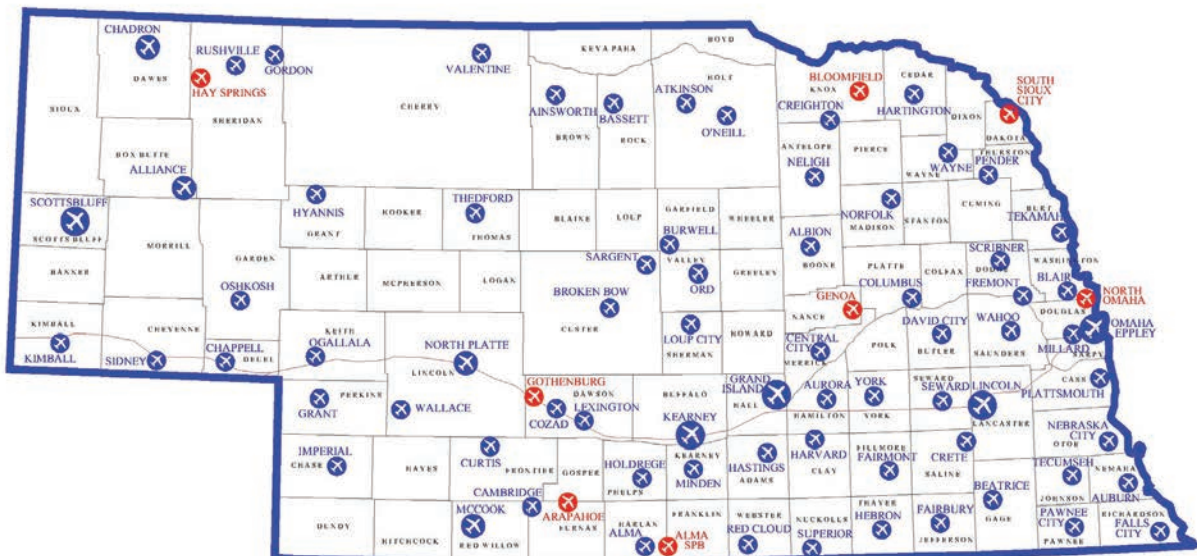 CHADRON
DAWES
RUSHVILLE
GORDON
HAY SPRINGS
SHERIDAN
SIOUX
VALENTINE
CHERRY
KEYA PAHA
BOYD
AINSWORTH
BROWN
BASSETT
ROCK
ATKINSON
HOLT
O'NEILL
BLOOMFIELD
KNOX
CREIGHTON
CEDAR
HARTINGTON
DIXON
SOUTH
SIOUX
CITY
DAKOTA
THURSTON
ANTELOPE
NELIGH
PIERCE
WAYNE
WAYNE
PENDER
BOX BUTTE
ALLIANCE
SCOTTSBLUFF
SCOTTS BLUFF
MORRILL
BANNER
GARDEN
OSHKOSH
HYANNIS
GRANT
HOOKER
THEDFORD
THOMAS
BLAINE
LOUP
GARFIELD
BURWELL
WHEELER
NORFOLK
MADISON
STANTON
CUMING
BURT
TEKAMAH
ALBION
BOONE
SCRIBNER
DODGE
WASHINGTON
BLAIR
ARTHUR
MCPHERSON
LOGAN
SARGENT
VALLEY
ORD
GREELEY
BROKEN BOW
CUSTER
PLATTE
COLUMBUS
COLFAX
FREMONT
NORTH
OMAHA
DOUGLAS
GENOA
NANCE
KIMBALL
KIMBALL
CHEYENNE
SIDNEY
CHAPPELL
DEUEL
KEITH
OGALLALA
NORTH PLATTE
LINCOLN
LOUP CITY
SHERMAN
HOWARD
CENTRAL
CITY
MERRICK
POLK
DAVID CITY
BUTLER
WAHOO
SAUNDERS
OMAHA
EPPLEY
MILLARD
SARPY
GRANT
PERKINS
WALLACE
GOTHENBURG
DAWSON
COZAD
LEXINGTON
BUFFALO
KEARNEY
GRAND
ISLAND
HALL
AURORA
HAMILTON
YORK
YORK
SEWARD
SEWARD
LINCOLN
LANCASTER
CASS
PLATTSMOUTH
IMPERIAL
CHASE
HAYES
CURTIS
FRONTIER
GOSPER
HOLDREGE
PHELPS
KEARNEY
MINDEN
HASTINGS
ADAMS
HARVARD
CLAY
FILLMORE
FAIRMONT
CRETE
SALINE
NEBRASKA
CITY
OTOE
DUNDY
HITCHCOCK
CAMBRIDGE
MCCOOK
RED WILLOW
ARAPAHOE
FURNAS
HARLAN
ALMA
ALMA
SPB
FRANKLIN
WEBSTER
RED CLOUD
NUCKOLLS
SUPERIOR
THAYER
HEBRON
FAIRBURY
JEFFERSON
BEATRICE
GAGE
TECUMSEH
JOHNSON
NEMAHA
AUBURN
PAWNEE
CITY
PAWNEE
RICHARDSON
FALLS
CITY